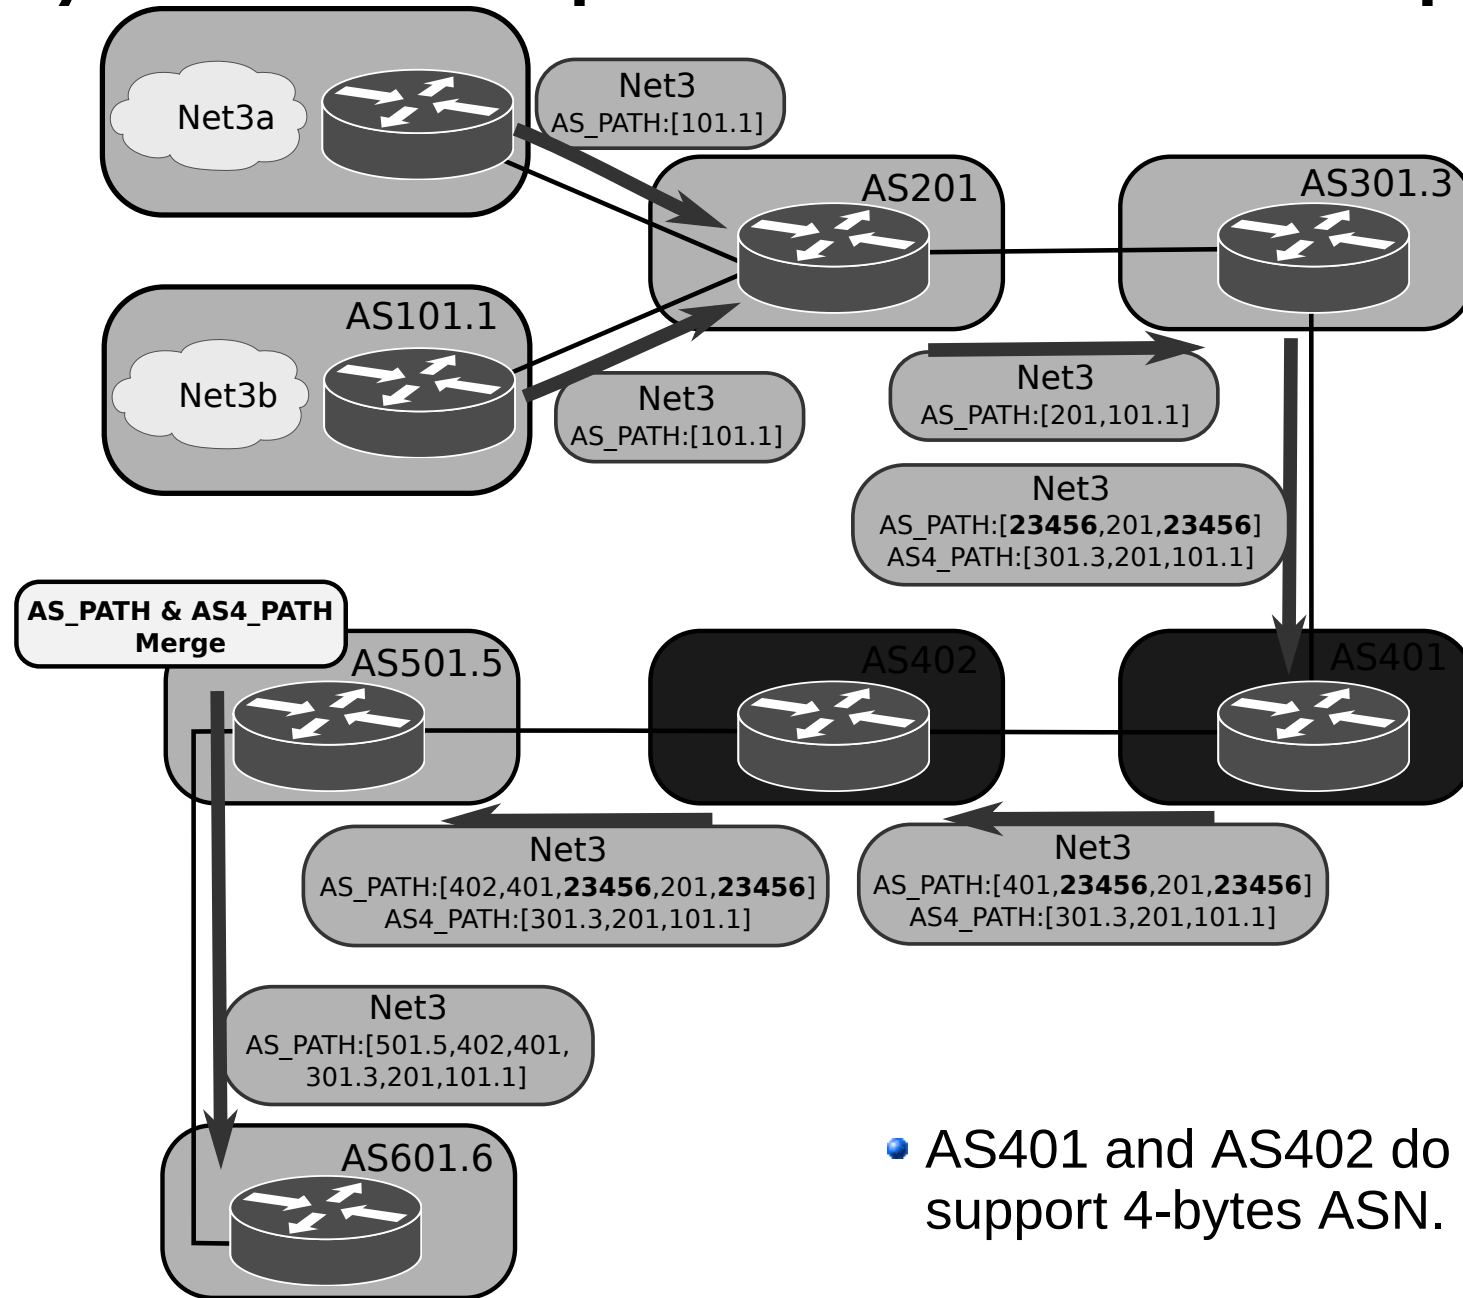 Net3a
Net3
AS_PATH:[101.1]
AS201
AS301.3
AS101.1
Net3b
Net3
AS_PATH:[101.1]
Net3
AS_PATH:[201,101.1]
Net3
AS_PATH:[23456,201,23456]
AS4_PATH:[301.3,201,101.1]
AS_PATH & AS4_PATH
Merge
AS501.5
AS402
AS401
Net3
AS_PATH:[402,401,23456,201,23456]
AS4_PATH:[301.3,201,101.1]
Net3
AS_PATH:[401,23456,201,23456]
AS4_PATH:[301.3,201,101.1]
Net3
AS_PATH:[501.5,402,401,
301.3,201,101.1]
AS601.6
AS401 and AS402 do
support 4-bytes ASN.